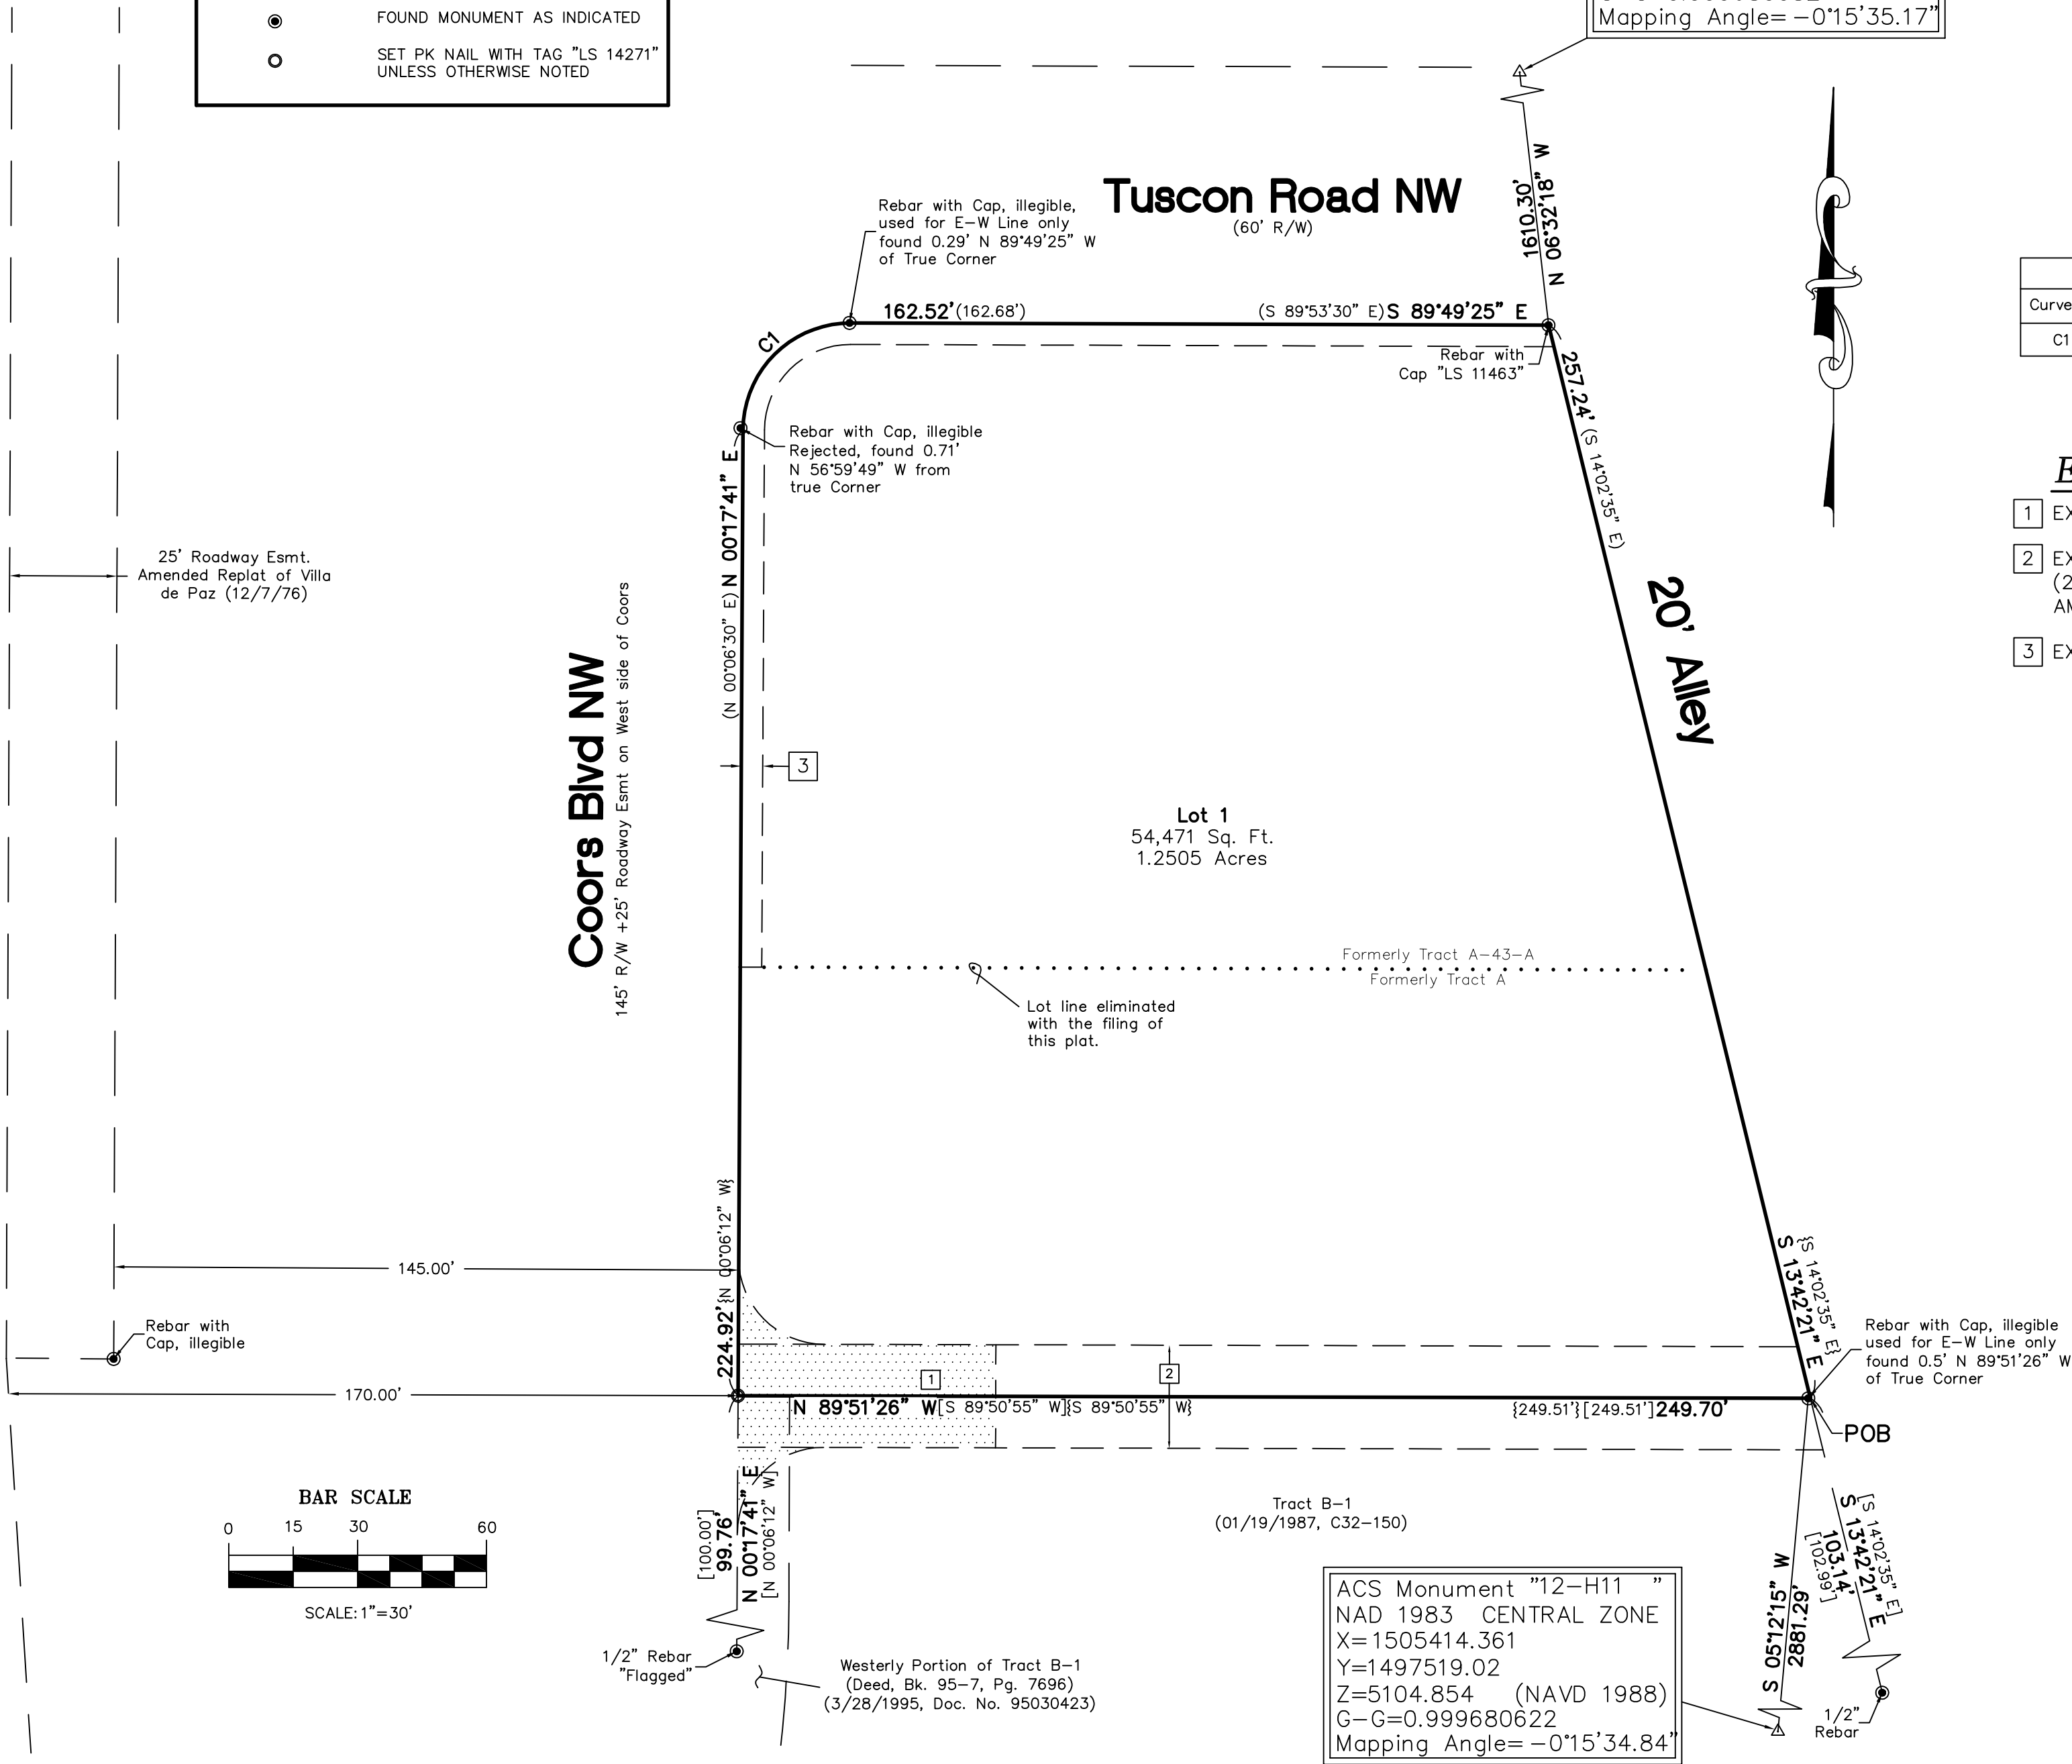 FOUND MONUMENT AS INDICATED
SET PK NAIL WITH TAG "LS 14271"
UNLESS OTHERWISE NOTED
Mapping Angle= -0°15'35.17"
Tuscon Road NW
(60' R/W)
1610.30'
N 06°32'18" W
Rebar with Cap, illegible,
used for E-W Line only
found 0.29' N 89°49'25" W
of True Corner
162.52' (162.68')
(S 89°53'30" E) S 89°49'25" E
C1
Rebar with
Cap "LS 11463"
257.24' (S 14°02'35" E)
Curve
C1
Rebar with Cap, illegible
Rejected, found 0.71'
N 56°59'49" W from
true Corner
(N 00°06'30" E) N 00°17'41" E
1 EX
2 EX
(2
AM
3 EX
25' Roadway Esmt.
Amended Replat of Villa
de Paz (12/7/76)
Coors Blvd NW
145' R/W +25' Roadway Esmt on West side of Coors
20' Alley
3
Lot 1
54,471 Sq. Ft.
1.2505 Acres
Formerly Tract A-43-A
Formerly Tract A
Lot line eliminated
with the filing of
this plat.
224.92' {N 00°06'12" W}
145.00'
Rebar with
Cap, illegible
170.00'
S 13°42'21" E
{S 14°02'35" E}
Rebar with Cap, illegible
used for E-W Line only
found 0.5' N 89°51'26" W
of True Corner
1
2
N 89°51'26" W [S 89°50'55" W] {S 89°50'55" W}
{249.51'} [249.51'] 249.70'
POB
BAR SCALE
0 15 30 60
SCALE: 1"=30'
[100.00']
99.76'
N 00°17'41" E
[N 00°06'12" W]
Tract B-1
(01/19/1987, C32-150)
[S 14°02'35" E]
S 13°42'21" E
103.14'
[102.99']
S 05°12'15" W
2881.29'
1/2" Rebar
"Flagged"
Westerly Portion of Tract B-1
(Deed, Bk. 95-7, Pg. 7696)
(3/28/1995, Doc. No. 95030423)
ACS Monument "12-H11 "
NAD 1983 CENTRAL ZONE
X=1505414.361
Y=1497519.02
Z=5104.854 (NAVD 1988)
G-G=0.999680622
Mapping Angle= -0°15'34.84"
1/2"
Rebar